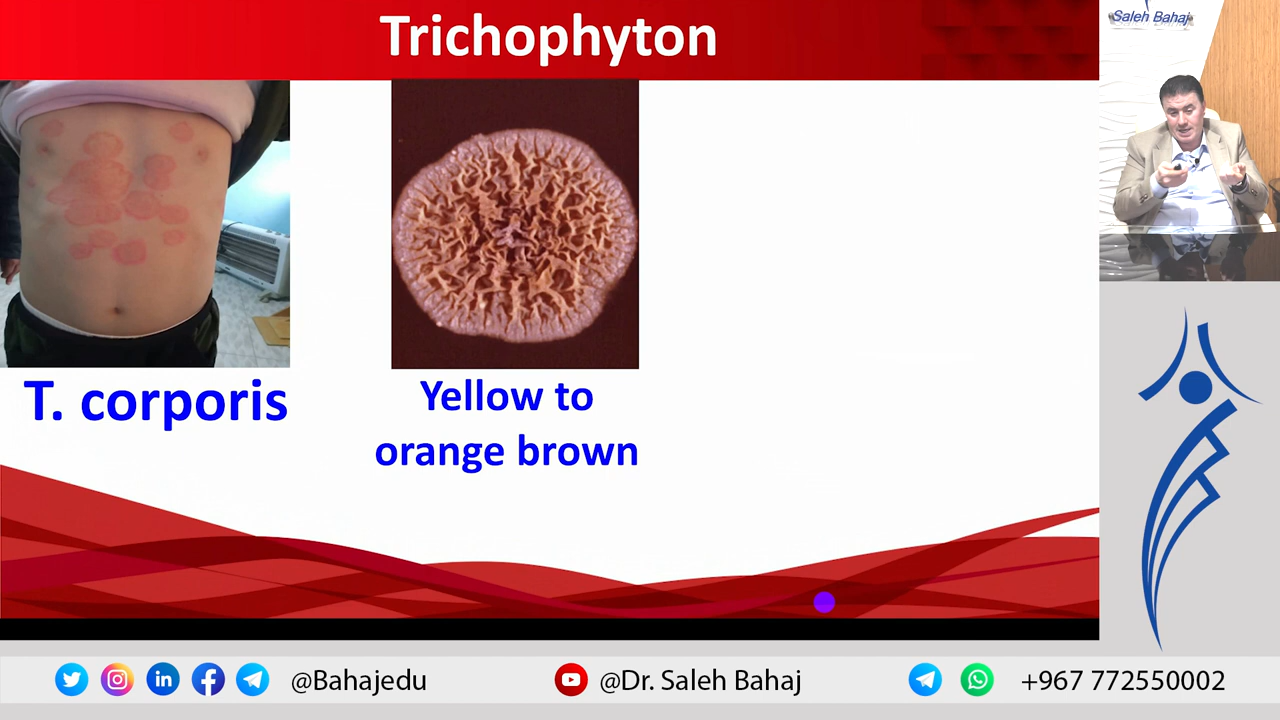 Trichophyton
Saleh Bahaj
T. corporis
Yellow to
orange brown
@Bahajedu
@Dr. Saleh Bahaj
+967 772550002